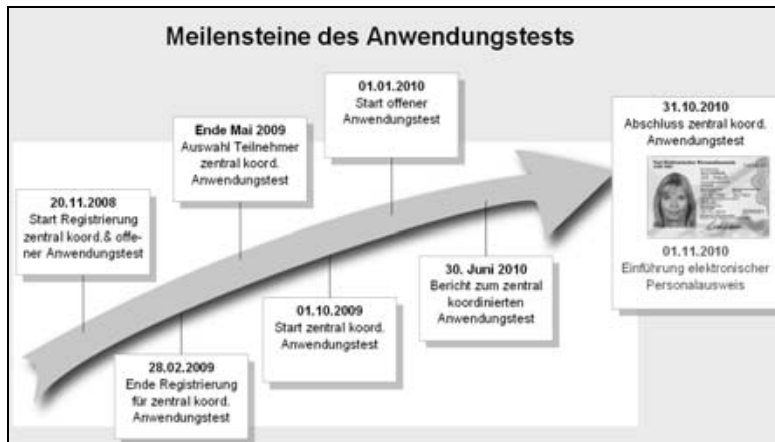 Meilensteine des Anwendungstests
20.11.2008
Start Registrierung
zentral koord.& offe-
ner Anwendungstest
28.02.2009
Ende Registrierung
für zentral koord.
Anwendungstest
Ende Mai 2009
Auswahl Teilnehmer
zentral koord.
Anwendungstest
01.10.2009
Start zentral koord.
Anwendungstest
01.01.2010
Start offener
Anwendungstest
30. Juni 2010
Bericht zum zentral
koordinierten
Anwendungstest
31.10.2010
Abschluss zentral koord.
Anwendungstest
01.11.2010
Einführung elektronischer
Personalausweis